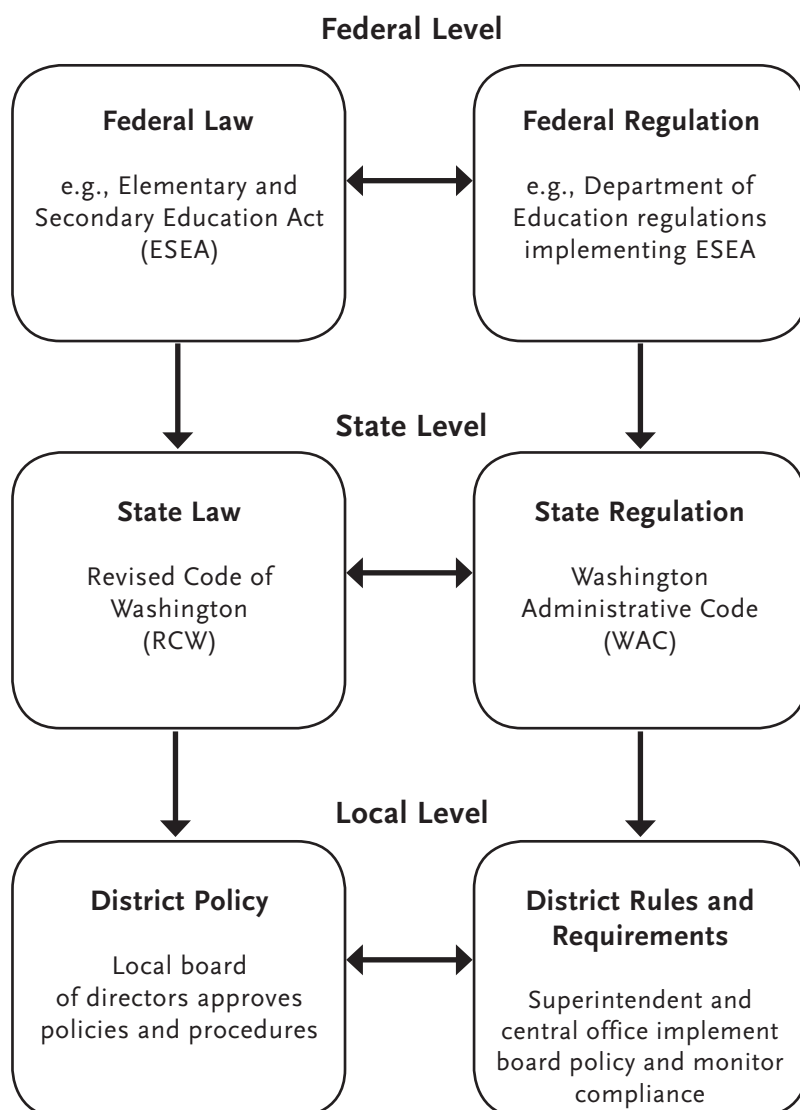 Federal Level
Federal Law
e.g., Elementary and
Secondary Education Act
(ESEA)
Federal Regulation
e.g., Department of
Education regulations
implementing ESEA
State Level
State Law
Revised Code of
Washington
(RCW)
State Regulation
Washington
Administrative Code
(WAC)
Local Level
District Policy
Local board
of directors approves
policies and procedures
District Rules and
Requirements
Superintendent and
central office implement
board policy and monitor
compliance